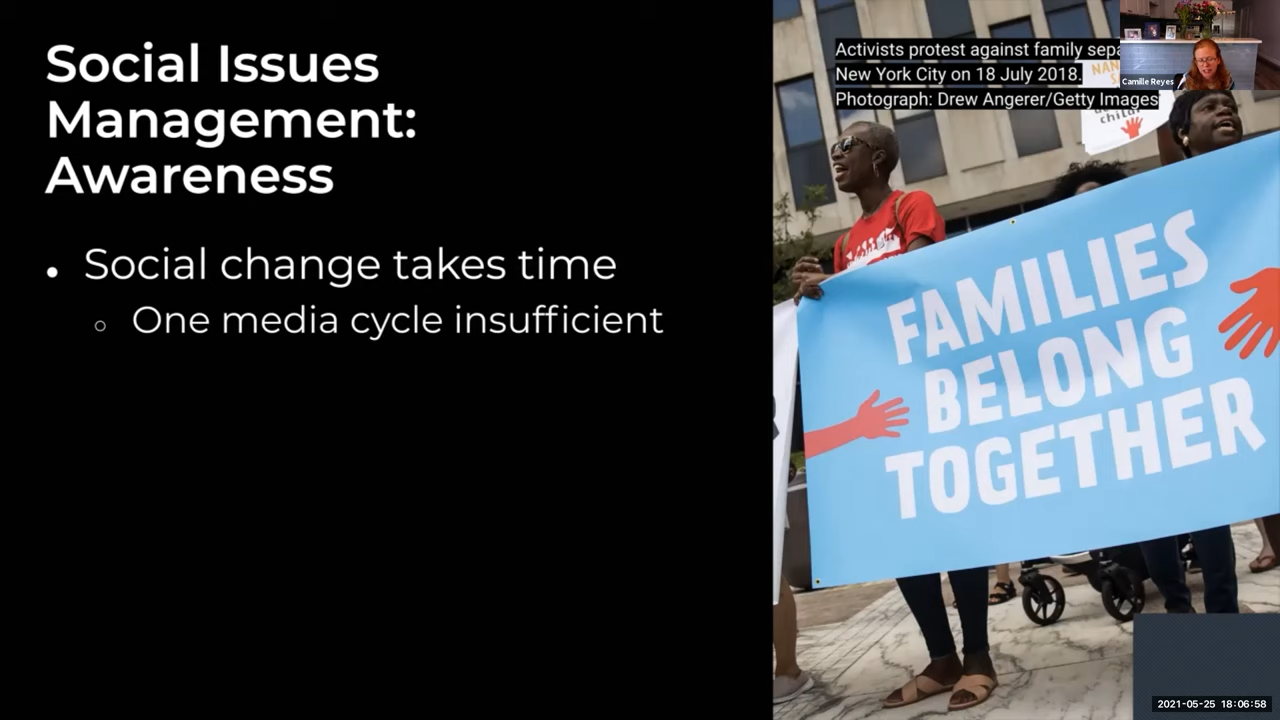 Social Issues
Management:
Awareness
• Social change takes time
○ One media cycle insufficient
Activists protest against family sepa
New York City on 18 July 2018.
Photograph: Drew Angerer/Getty Images
Camille Reyes
child
FAMILIES
BELONG
TOGETHER
2021-05-25 18:06:58